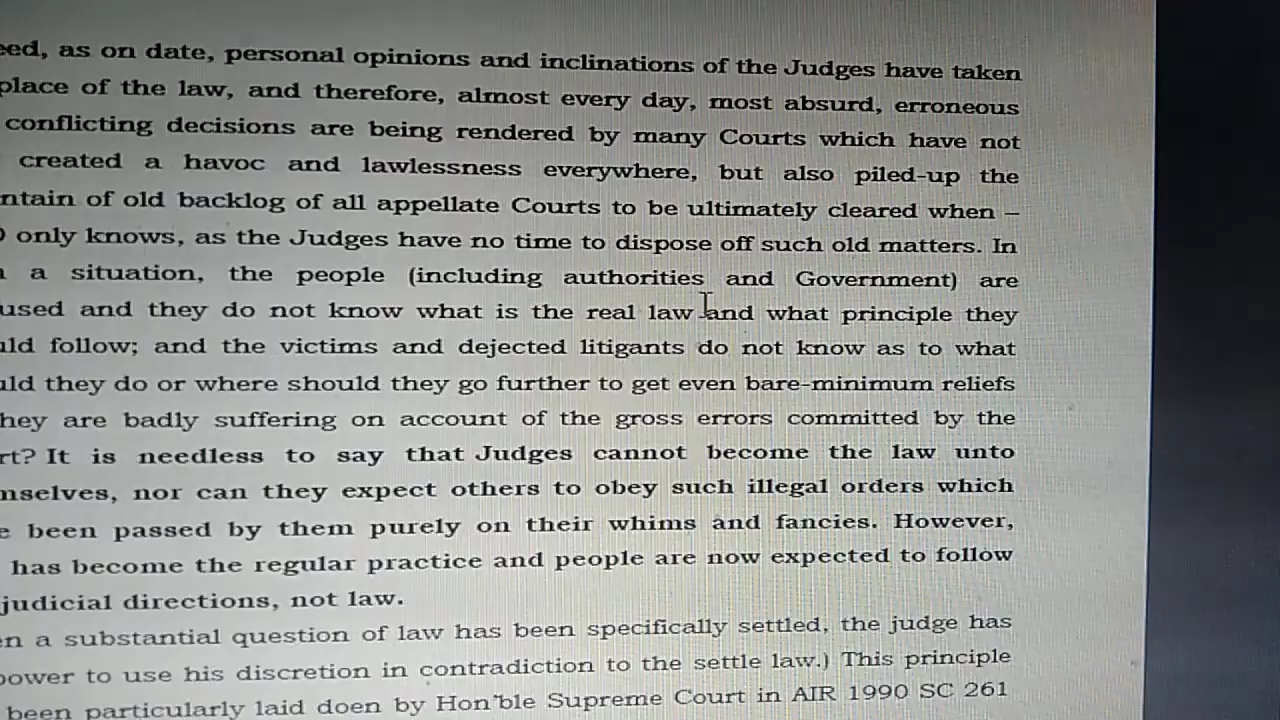 as on date, personal opinions and inclinations of the Judges have taken
place of the law, and therefore, almost every day, most absurd, erroneous
conflicting decisions are being rendered by many Courts which have not
created a havoc and lawlessness everywhere, but also piled-up the
of old backlog of all appellate Courts to be ultimately cleared when –
only knows, as the Judges have no time to dispose off such old matters. In
a situation, the people (including authorities and Government) are
and they do not know what is the real law and what principle they
follow; and the victims and dejected litigants do not know as to what
they do or where should they go further to get even bare-minimum reliefs
they are badly suffering on account of the gross errors committed by the
It is needless to say that Judges cannot become the law unto
nor can they expect others to obey such illegal orders which
been passed by them purely on their whims and fancies. However,
has become the regular practice and people are now expected to follow
judicial directions, not law.
a substantial question of law has been specifically settled, the judge has
power to use his discretion in contradiction to the settle law.) This principle
been particularly laid doen by Hon'ble Supreme Court in AIR 1990 SC 261